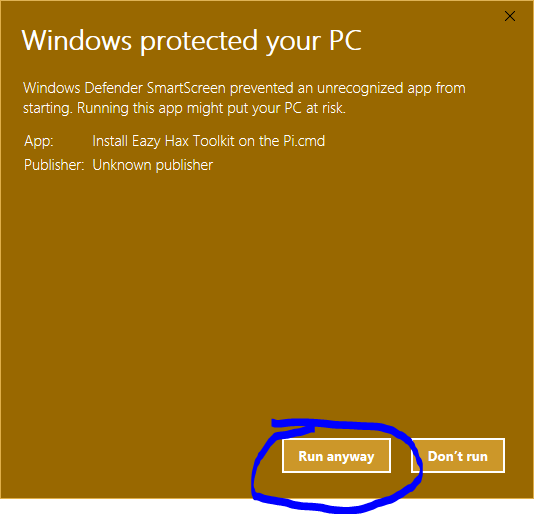 Windows protected your PC
Windows Defender SmartScreen prevented an unrecognized app from
starting. Running this app might put your PC at risk.
App: Install Eazy Hax Toolkit on the Pi.cmd
Publisher: Unknown publisher
Run anyway Don't run